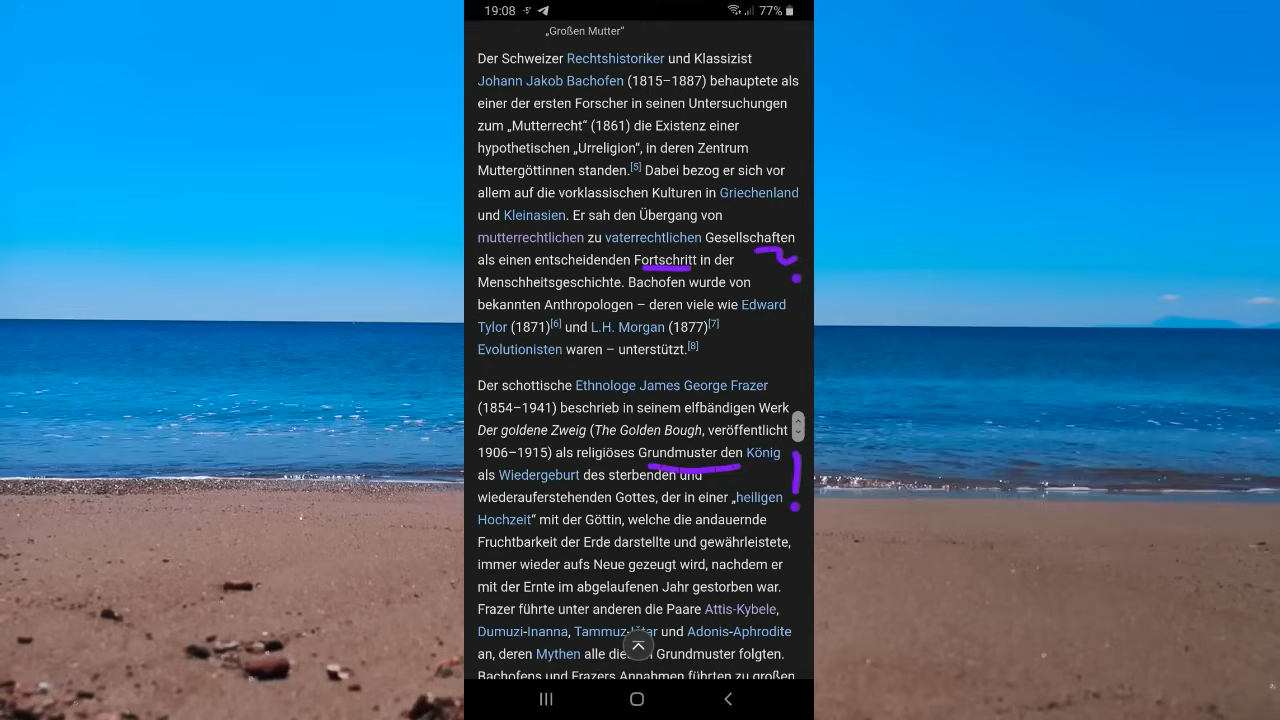 19:08 77%
„Großen Mutter“
Der Schweizer Rechtshistoriker und Klassizist
Johann Jakob Bachofen (1815–1887) behauptete als
einer der ersten Forscher in seinen Untersuchungen
zum „Mutterrecht“ (1861) die Existenz einer
hypothetischen „Urreligion“, in deren Zentrum
Muttergöttinnen standen.[5] Dabei bezog er sich vor
allem auf die vorklassischen Kulturen in Griechenland
und Kleinasien. Er sah den Übergang von
mutterrechtlichen zu vaterrechtlichen Gesellschaften
als einen entscheidenden Fortschritt in der
Menschheitsgeschichte. Bachofen wurde von
bekannten Anthropologen – deren viele wie Edward
Tylor (1871)[6] und L.H. Morgan (1877)[7]
Evolutionisten waren – unterstützt.[8]
Der schottische Ethnologe James George Frazer
(1854–1941) beschrieb in seinem elfbändigen Werk
Der goldene Zweig (The Golden Bough, veröffentlicht
1906–1915) als religiöses Grundmuster den König
als Wiedergeburt des sterbenden und
wiederauferstehenden Gottes, der in einer „heiligen
Hochzeit“ mit der Göttin, welche die andauernde
Fruchtbarkeit der Erde darstellte und gewährleistete,
immer wieder aufs Neue gezeugt wird, nachdem er
mit der Ernte im abgelaufenen Jahr gestorben war.
Frazer führte unter anderen die Paare Attis-Kybele,
Dumuzi-Inanna, Tammuz-Ištar und Adonis-Aphrodite
an, deren Mythen alle Grundmuster folgten.
Bachofens und Frazers Annahmen führten zu großen